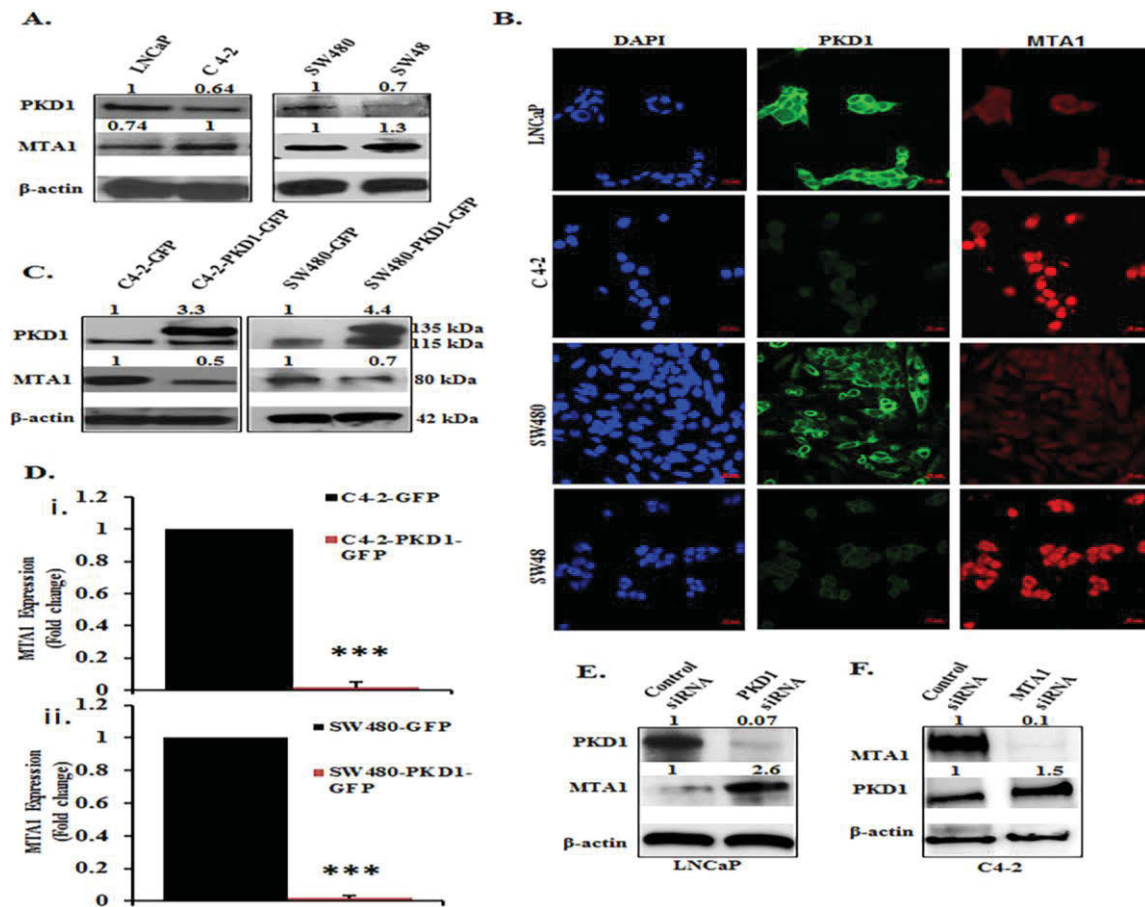 A.
LNCaP C 4-2
SW480 SW48
1 0.64
1 0.7
PKD1
0.74 1
1 1.3
MTA1
β-actin
B.
DAPI PKD1 MTA1
LNCaP
C 4-2
SW480
SW48
C.
C4-2-GFP C4-2-PKD1-GFP
SW480-GFP SW480-PKD1-GFP
1 3.3
1 4.4
PKD1
135 kDa
115 kDa
1 0.5
1 0.7
MTA1
80 kDa
β-actin
42 kDa
D.
i.
MTA1 Expression
(Fold change)
1.2
1
0.8
0.6
0.4
0.2
0
C4-2-GFP
C4-2-PKD1-
GFP
***
ii.
MTA1 Expression
(Fold change)
1.2
1
0.8
0.6
0.4
0.2
0
SW480-GFP
SW480-PKD1-
GFP
***
E.
Control
siRNA
PKD1
siRNA
1 0.07
PKD1
1 2.6
MTA1
β-actin
LNCaP
F.
Control
siRNA
MTA1
siRNA
1 0.1
MTA1
1 1.5
PKD1
β-actin
C4-2